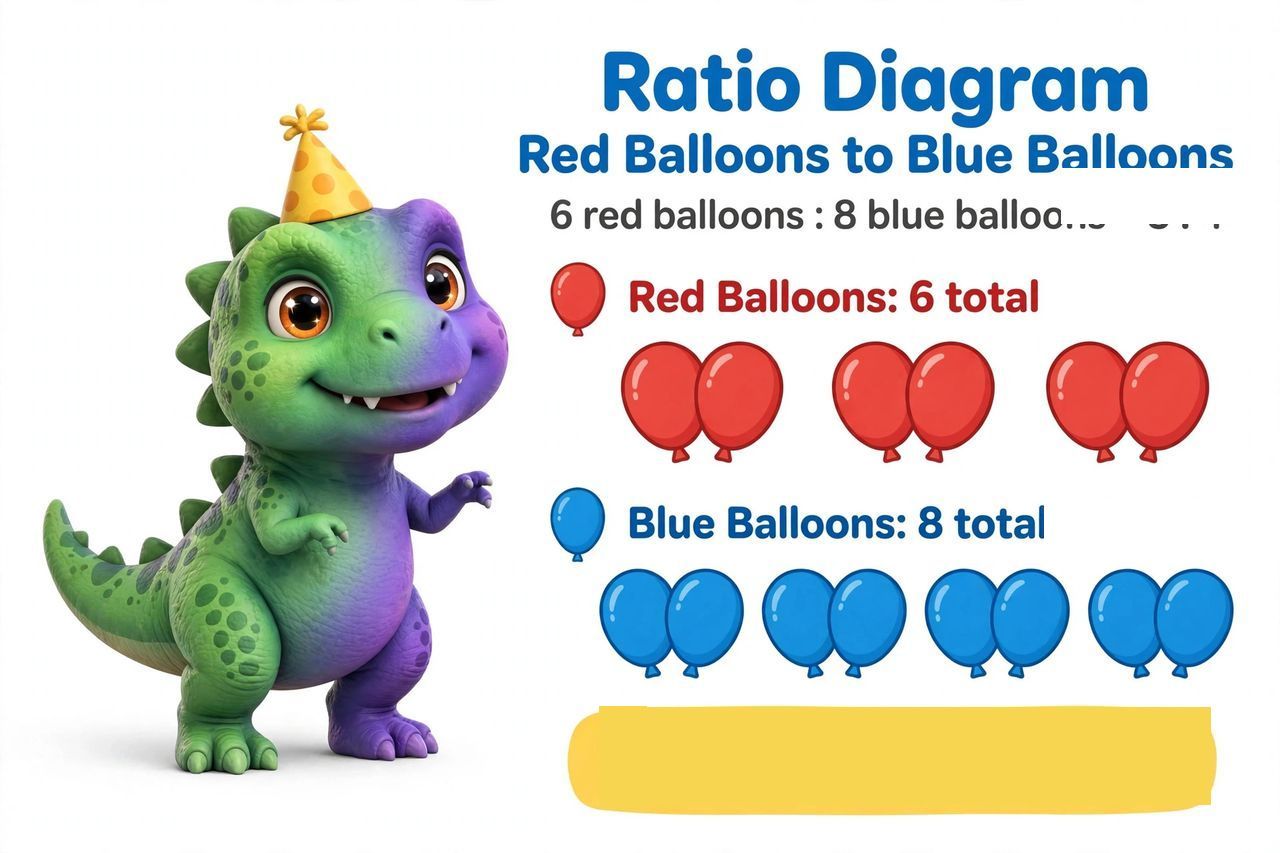 Ratio Diagram
Red Balloons to Blue Balloons
6 red balloons : 8 blue
Red Balloons: 6 total
Blue Balloons: 8 total